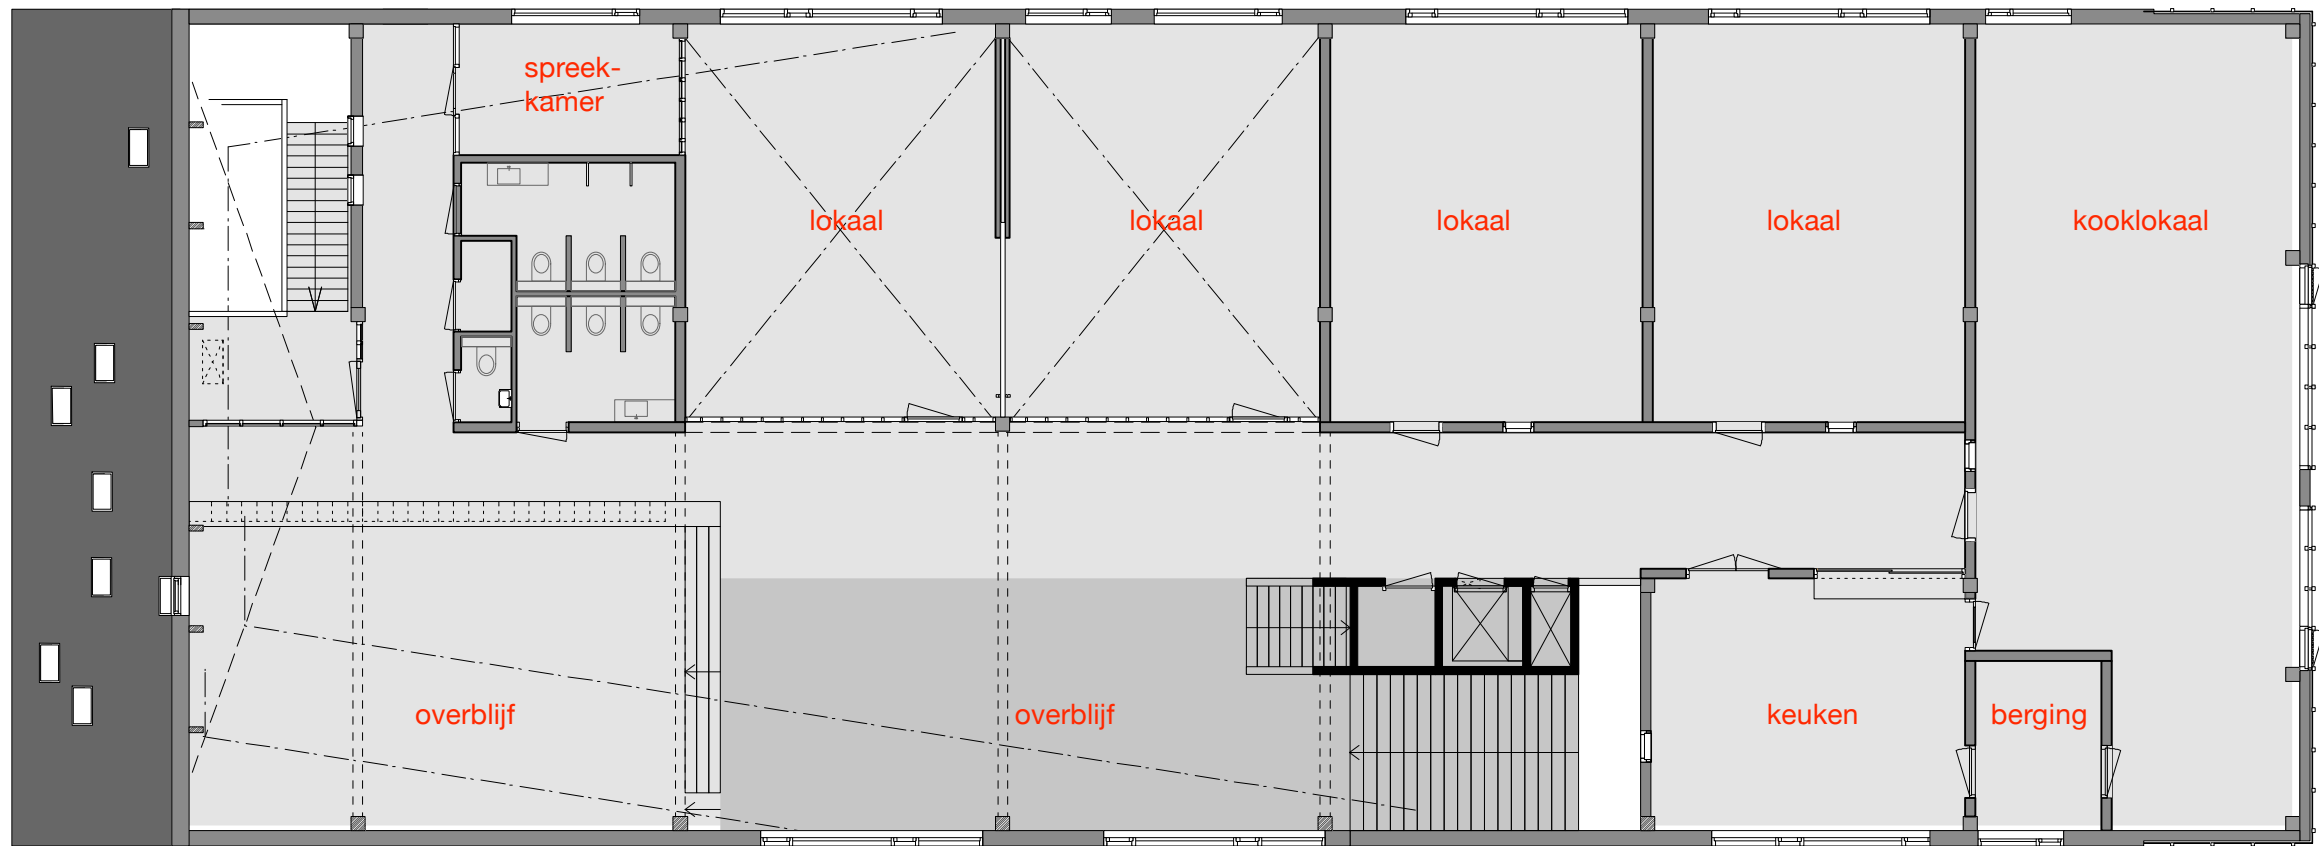 spreek-
kamer
lokaal
lokaal
lokaal
lokaal
kooklokaal
overblijf
overblijf
keuken
berging